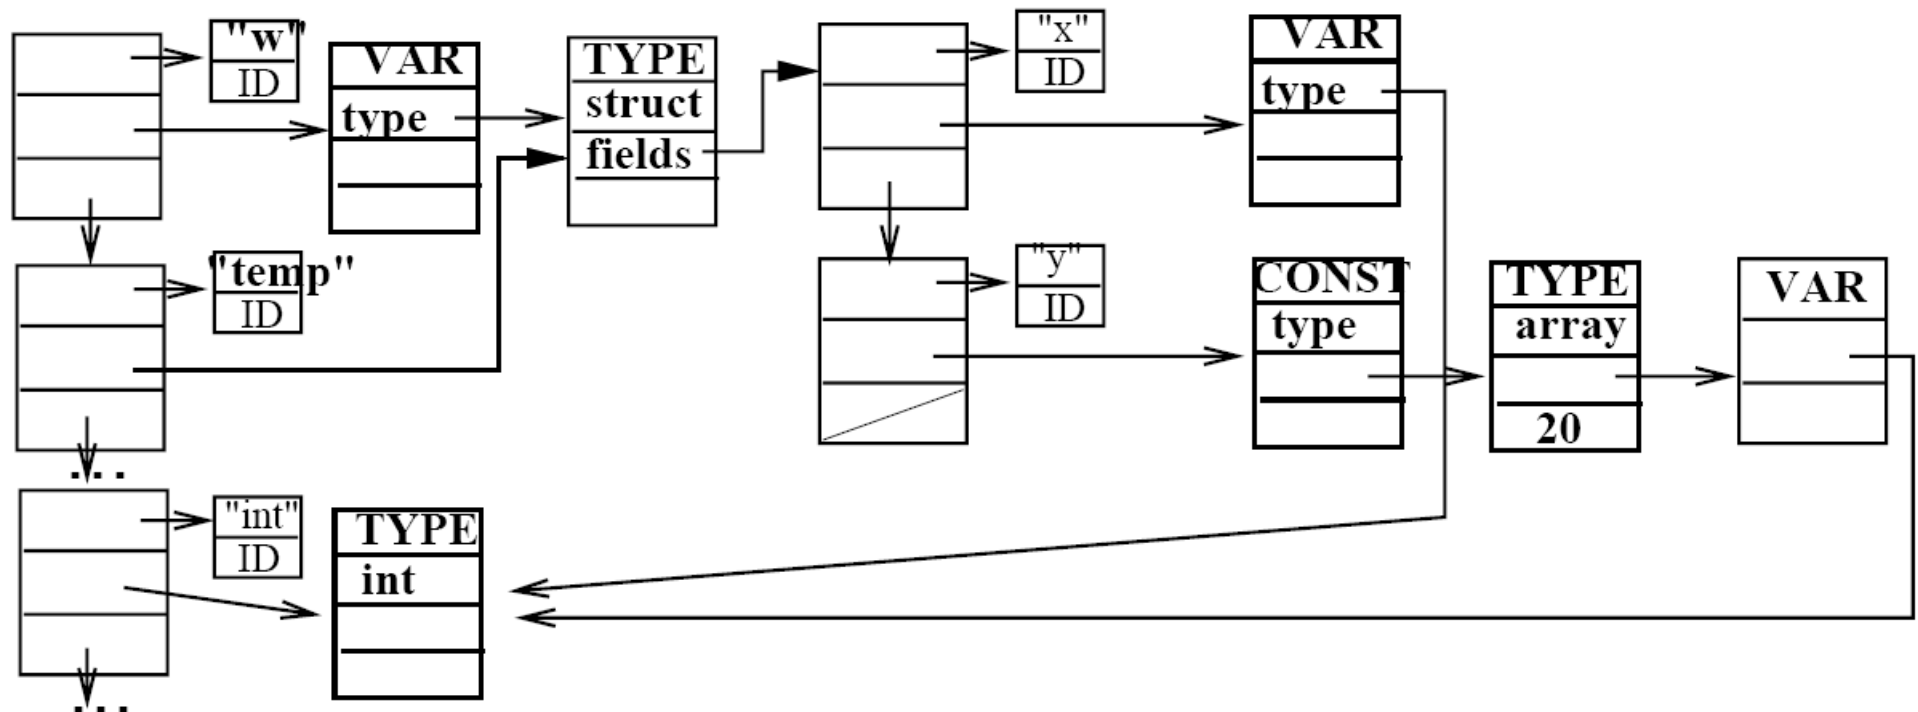 "w"
ID
VAR
type
TYPE
struct
fields
"x"
ID
VAR
type
"temp"
ID
"y"
ID
CONST
type
TYPE
array
20
VAR
...
"int"
ID
TYPE
int
...